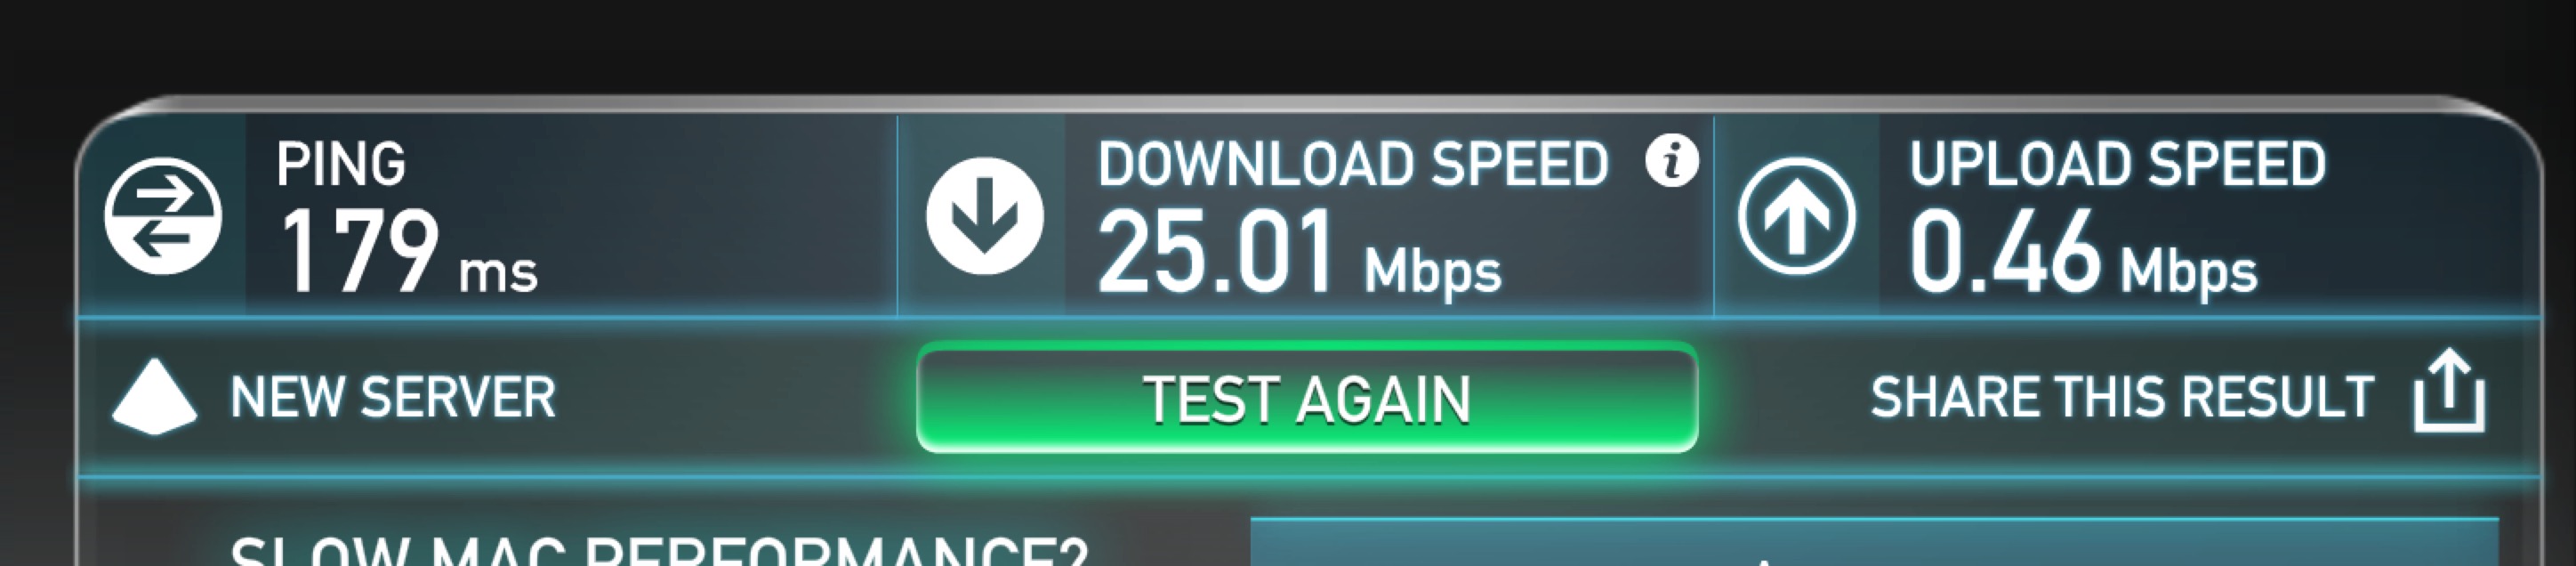 PING
179 ms
DOWNLOAD SPEED i
25.01 Mbps
UPLOAD SPEED
0.46 Mbps
NEW SERVER
TEST AGAIN
SHARE THIS RESULT
SLOW MAC PERFORMANCE?